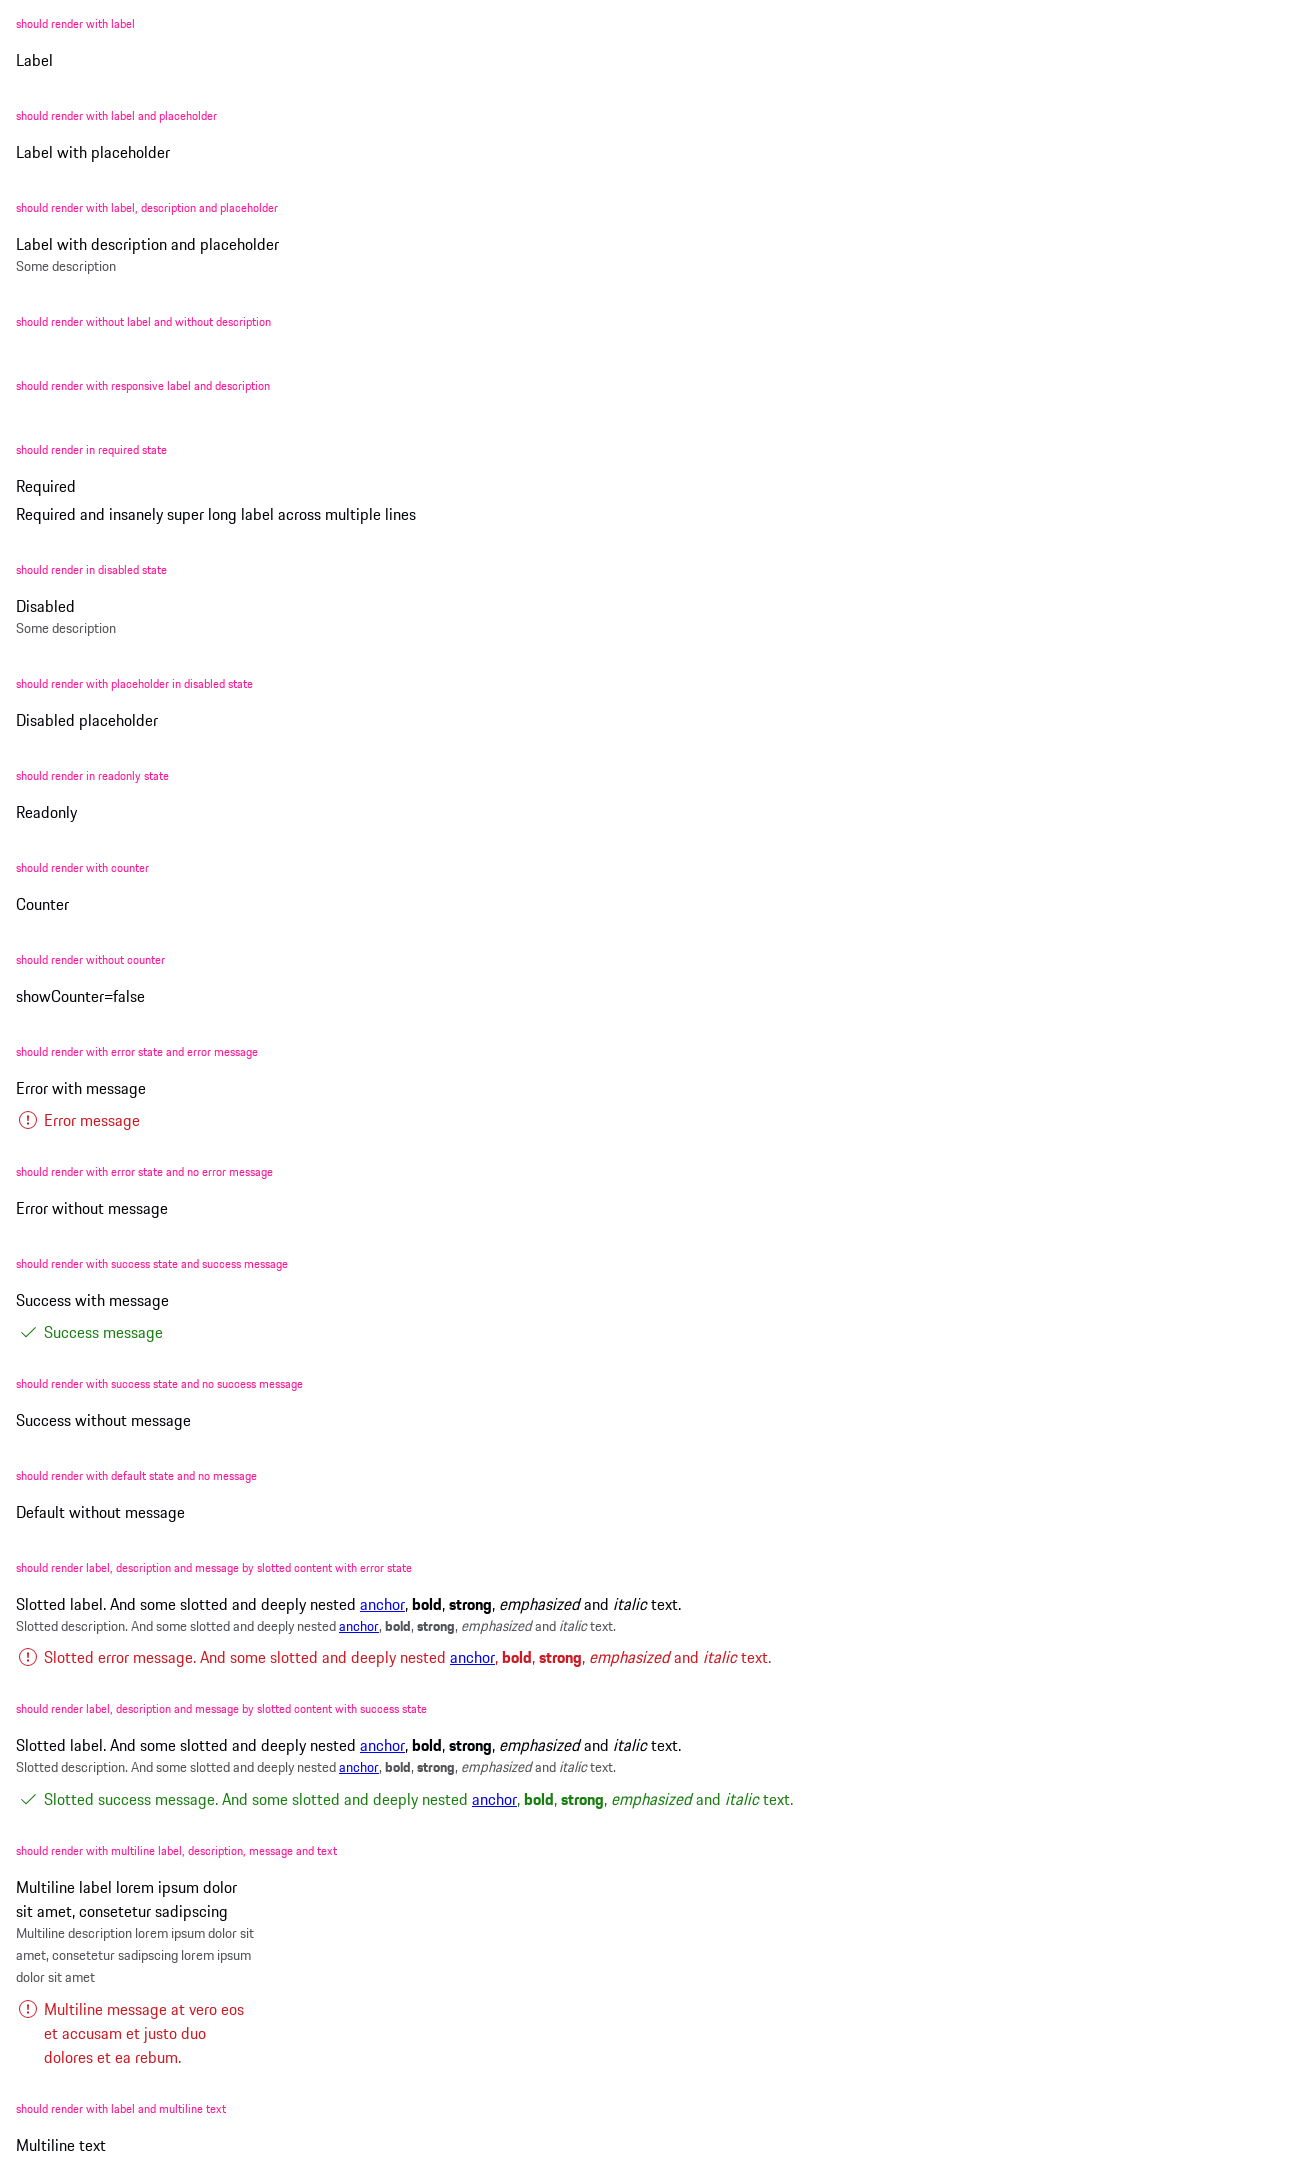 should render with label
Label
should render with label and placeholder
Label with placeholder
should render with label, description and placeholder
Label with description and placeholder
Some description
should render without label and without description
should render with responsive label and description
should render in required state
Required
Required and insanely super long label across multiple lines
should render in disabled state
Disabled
Some description
should render with placeholder in disabled state
Disabled placeholder
should render in readonly state
Readonly
should render with counter
Counter
should render without counter
showCounter=false
should render with error state and error message
Error with message
Error message
should render with error state and no error message
Error without message
should render with success state and success message
Success with message
Success message
should render with success state and no success message
Success without message
should render with default state and no message
Default without message
should render label, description and message by slotted content with error state
Slotted label. And some slotted and deeply nested anchor, bold, strong, emphasized and italic text.
Slotted description. And some slotted and deeply nested anchor, bold, strong, emphasized and italic text.
Slotted error message. And some slotted and deeply nested anchor, bold, strong, emphasized and italic text.
should render label, description and message by slotted content with success state
Slotted label. And some slotted and deeply nested anchor, bold, strong, emphasized and italic text.
Slotted description. And some slotted and deeply nested anchor, bold, strong, emphasized and italic text.
Slotted success message. And some slotted and deeply nested anchor, bold, strong, emphasized and italic text.
should render with multiline label, description, message and text
Multiline label lorem ipsum dolor
sit amet, consetetur sadipscing
Multiline description lorem ipsum dolor sit
amet, consetetur sadipscing lorem ipsum
dolor sit amet
Multiline message at vero eos
et accusam et justo duo
dolores et ea rebum.
should render with label and multiline text
Multiline text